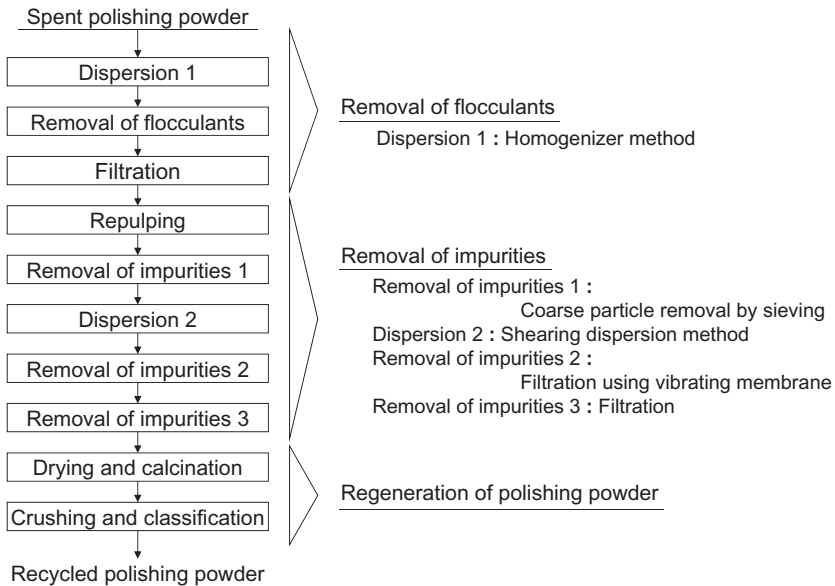 Spent polishing powder
Dispersion 1
Removal of flocculants
Filtration
Repulping
Removal of impurities 1
Dispersion 2
Removal of impurities 2
Removal of impurities 3
Drying and calcination
Crushing and classification
Recycled polishing powder
Removal of flocculants
Dispersion 1 : Homogenizer method
Removal of impurities
Removal of impurities 1 :
Coarse particle removal by sieving
Dispersion 2 : Shearing dispersion method
Removal of impurities 2 :
Filtration using vibrating membrane
Removal of impurities 3 : Filtration
Regeneration of polishing powder